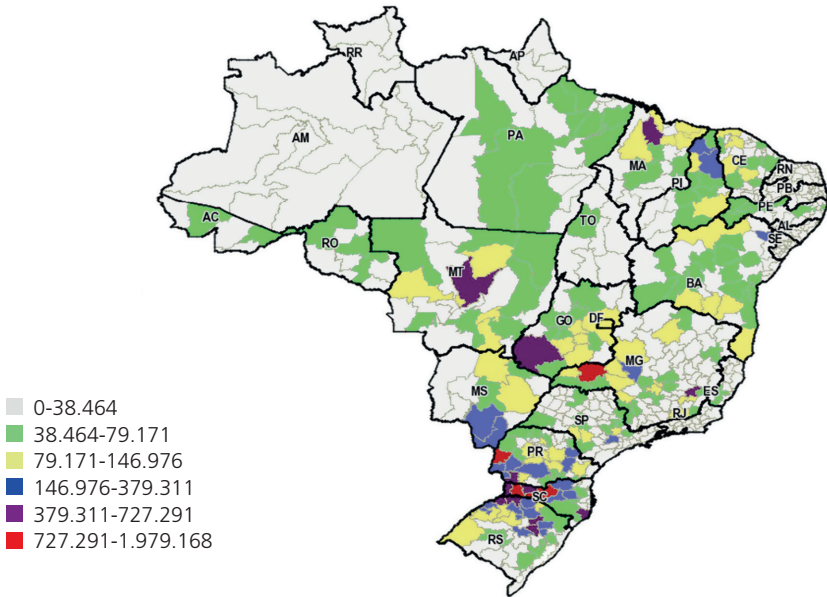 RR
AP
AM
PA
MA
CE
RN
PB
PI
PE
AC
TO
AL
SE
RO
BA
MT
GO
DF
MG
ES
MS
RJ
SP
PR
SC
RS
0-38.464
38.464-79.171
79.171-146.976
146.976-379.311
379.311-727.291
727.291-1.979.168